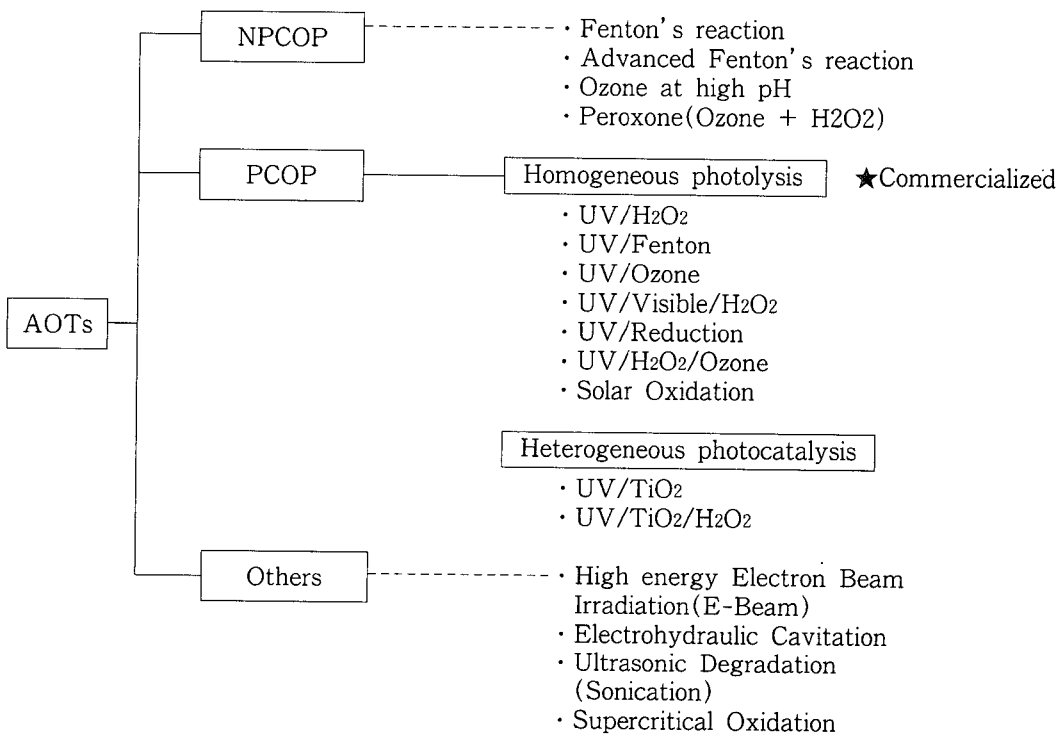 NPCOP
· Fenton's reaction
· Advanced Fenton's reaction
· Ozone at high pH
· Peroxone(Ozone + H2O2)
PCOP
Homogeneous photolysis
★Commercialized
· UV/H2O2
· UV/Fenton
· UV/Ozone
· UV/Visible/H2O2
· UV/Reduction
· UV/H2O2/Ozone
· Solar Oxidation
AOTs
Heterogeneous photocatalysis
· UV/TiO2
· UV/TiO2/H2O2
Others
· High energy Electron Beam
Irradiation(E-Beam)
· Electrohydraulic Cavitation
· Ultrasonic Degradation
(Sonication)
· Supercritical Oxidation